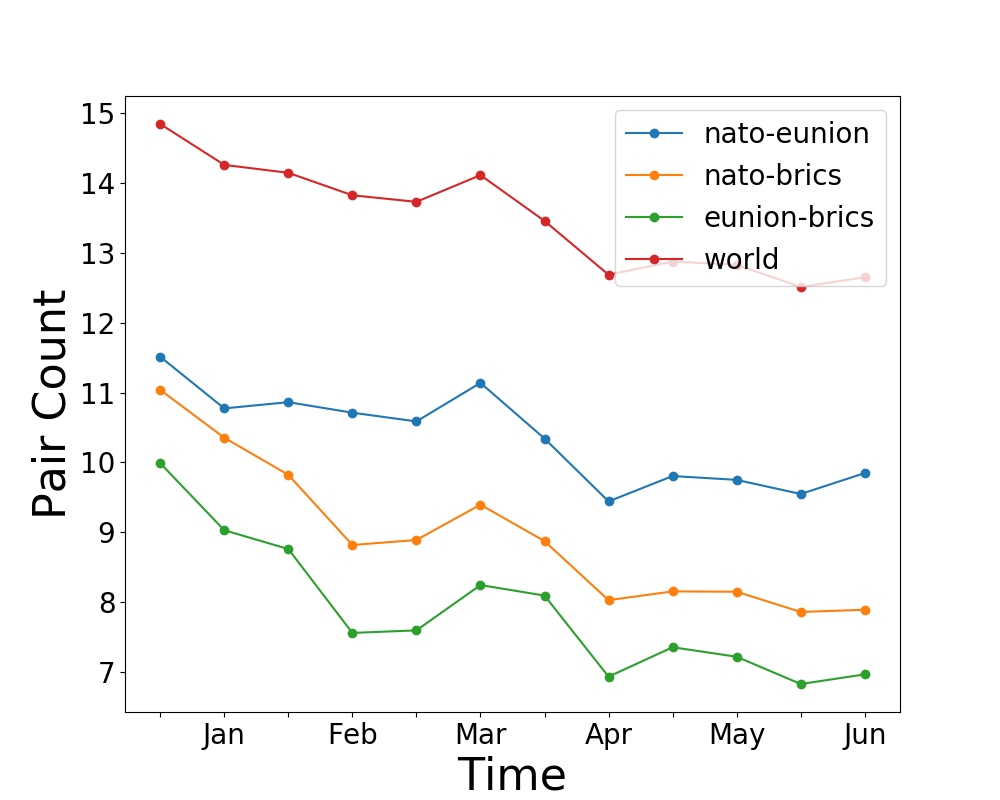 15
14
13
12
11
10
9
8
7
Pair Count
nato-eunion
nato-brics
eunion-brics
world
Jan Feb Mar Apr May Jun
Time